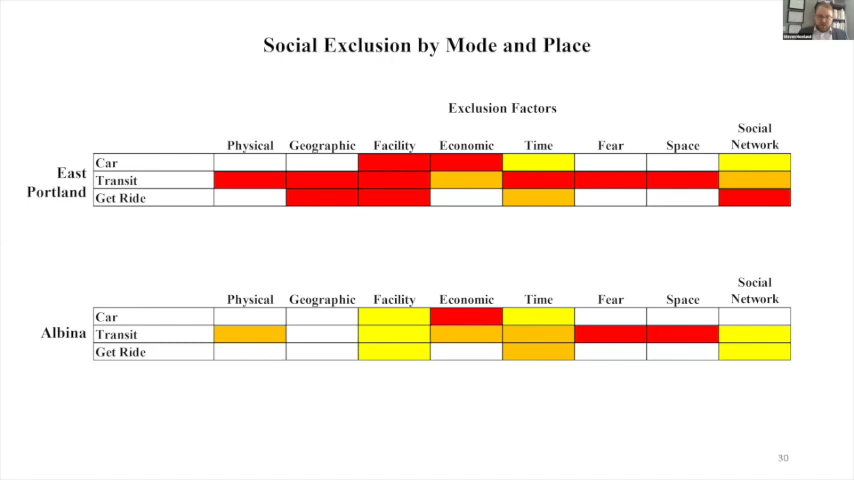 Steven Howland
Social Exclusion by Mode and Place
Exclusion Factors
Physical Geographic Facility Economic Time Fear Space Social Network
East Portland
Car
Transit
Get Ride
Physical Geographic Facility Economic Time Fear Space Social Network
Albina
Car
Transit
Get Ride
30